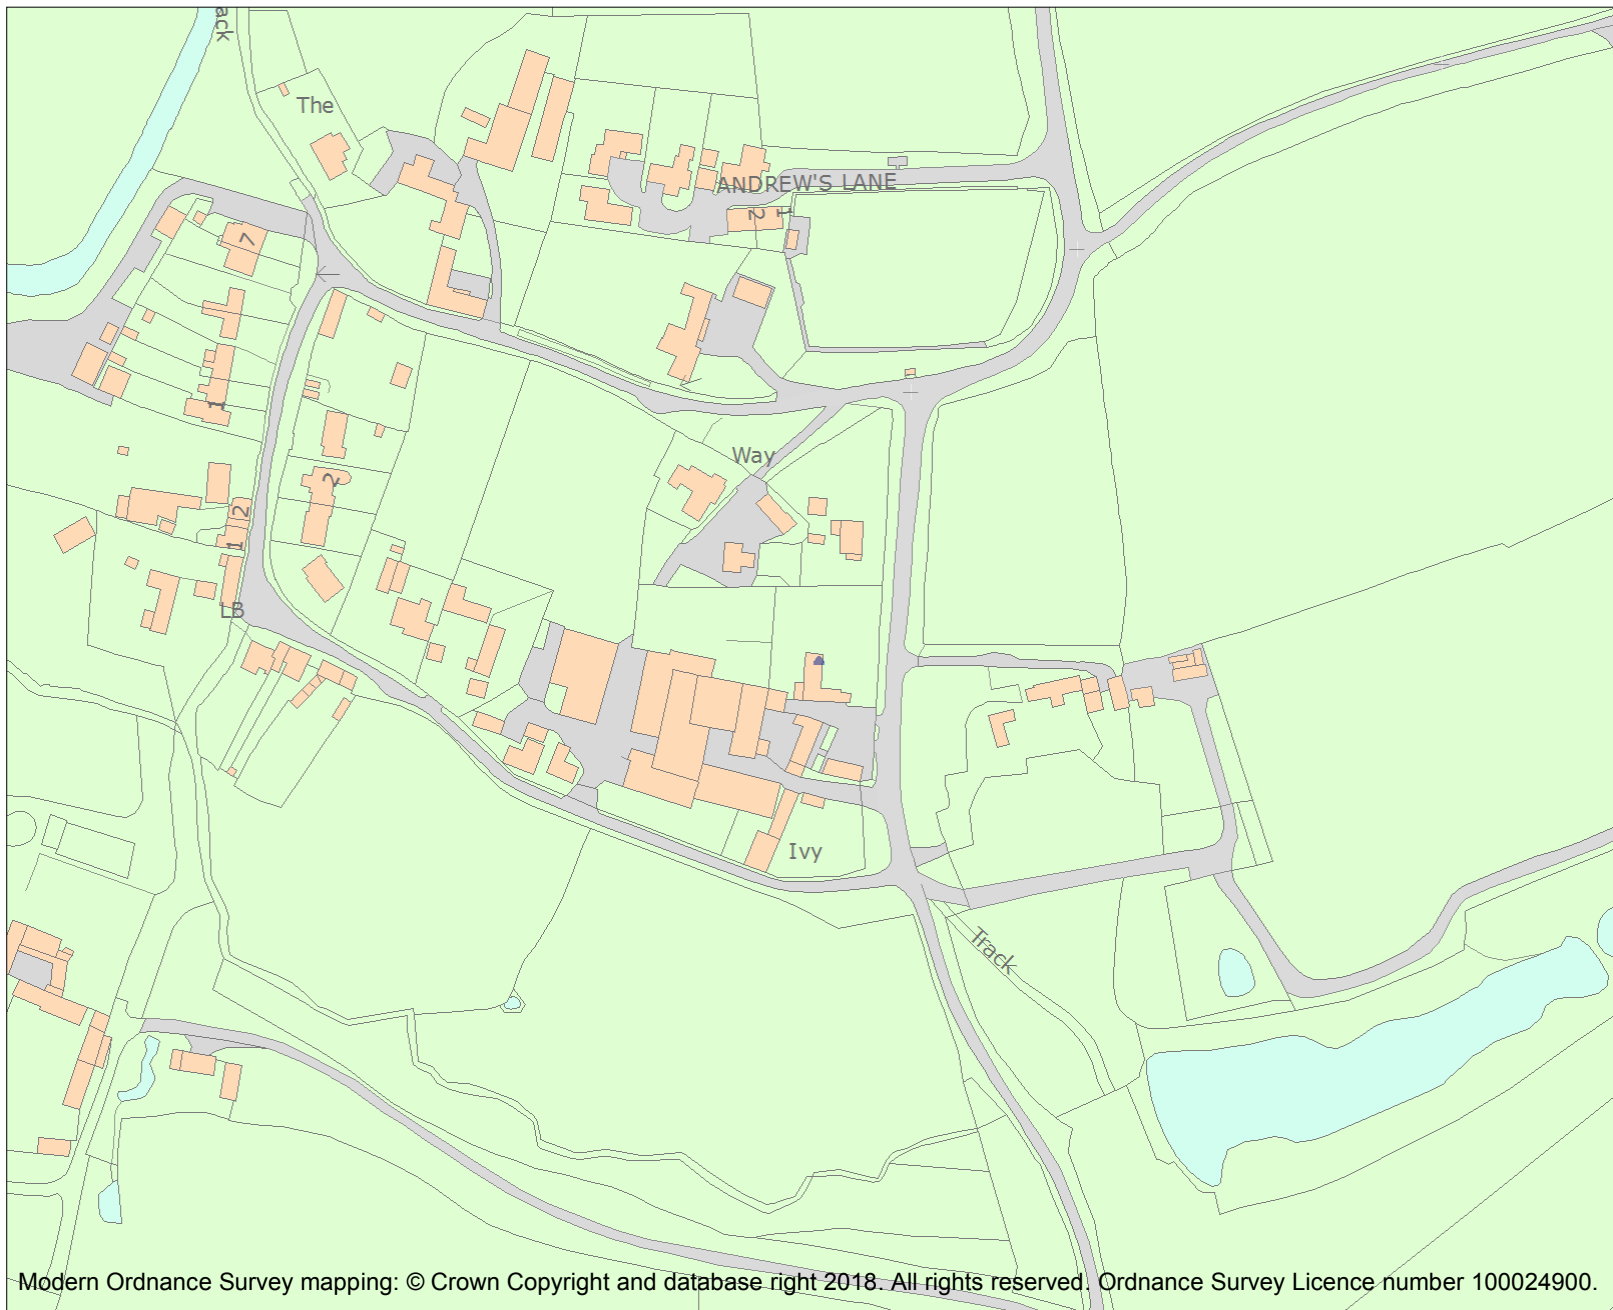 ack
The
ANDREW'S LANE
7
2
1
1
Way
2
2
1
LB
Ivy
Track
Modern Ordnance Survey mapping: © Crown Copyright and database right 2018. All rights reserved. Ordnance Survey Licence number 100024900.